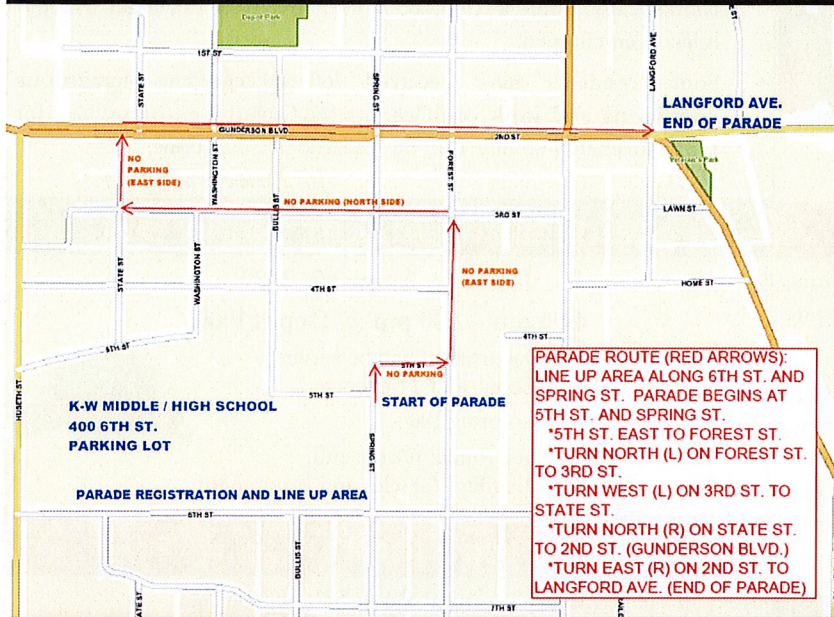 Depot Park
1ST ST
STATE ST
SPRING ST
LANGFORD AVE
LANGFORD AVE.
END OF PARADE
GUNDERSON BLVD.
2ND ST
NO
PARKING
(EAST SIDE)
WASHINGTON ST
FOREST ST
Veteran's Park
BULLIS ST
NO PARKING (NORTH SIDE)
3RD ST
LAWN ST
STATE ST
WASHINGTON ST
NO PARKING
(EAST SIDE)
4TH ST
HOME ST
5TH ST
4TH ST
5TH ST
NO PARKING
HUSETH ST
5TH ST
START OF PARADE
K-W MIDDLE / HIGH SCHOOL
400 6TH ST.
PARKING LOT
SPRING ST
PARADE REGISTRATION AND LINE UP AREA
6TH ST
BULLIS ST
7TH ST
PARADE ROUTE (RED ARROWS):
LINE UP AREA ALONG 6TH ST. AND
SPRING ST. PARADE BEGINS AT
5TH ST. AND SPRING ST.
*5TH ST. EAST TO FOREST ST.
*TURN NORTH (L) ON FOREST ST.
TO 3RD ST.
*TURN WEST (L) ON 3RD ST. TO
STATE ST.
*TURN NORTH (R) ON STATE ST.
TO 2ND ST. (GUNDERSON BLVD.)
*TURN EAST (R) ON 2ND ST. TO
LANGFORD AVE. (END OF PARADE)